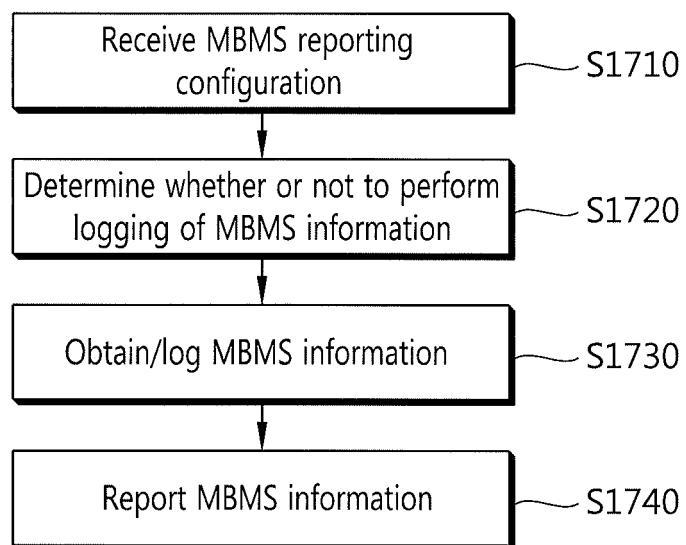 Receive MBMS reporting
configuration
S1710
Determine whether or not to perform
logging of MBMS information
S1720
Obtain/log MBMS information
S1730
Report MBMS information
S1740